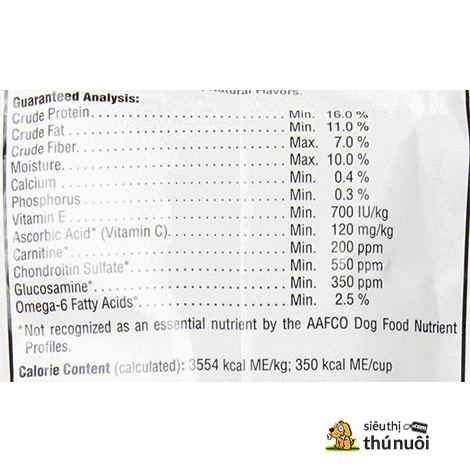 Natural Flavors.
Guaranteed Analysis:
Crude Protein............................ Min. 16.0 %
Crude Fat............................ Min. 11.0 %
Crude Fiber............................ Max. 7.0 %
Moisture............................ Max. 10.0 %
Calcium............................ Min. 0.4 %
Phosphorus............................ Min. 0.3 %
Vitamin E............................ Min. 700 IU/kg
Ascorbic Acid* (Vitamin C)................ Min. 120 mg/kg
Carnitine*............................ Min. 200 ppm
Chondroitin Sulfate*...................... Min. 550 ppm
Glucosamine*............................ Min. 350 ppm
Omega-6 Fatty Acids*...................... Min. 2.5 %
*Not recognized as an essential nutrient by the AAFCO Dog Food Nutrient
Profiles.
Calorie Content (calculated): 3554 kcal ME/kg; 350 kcal ME/cup
siêuthị .com
thúnuôi